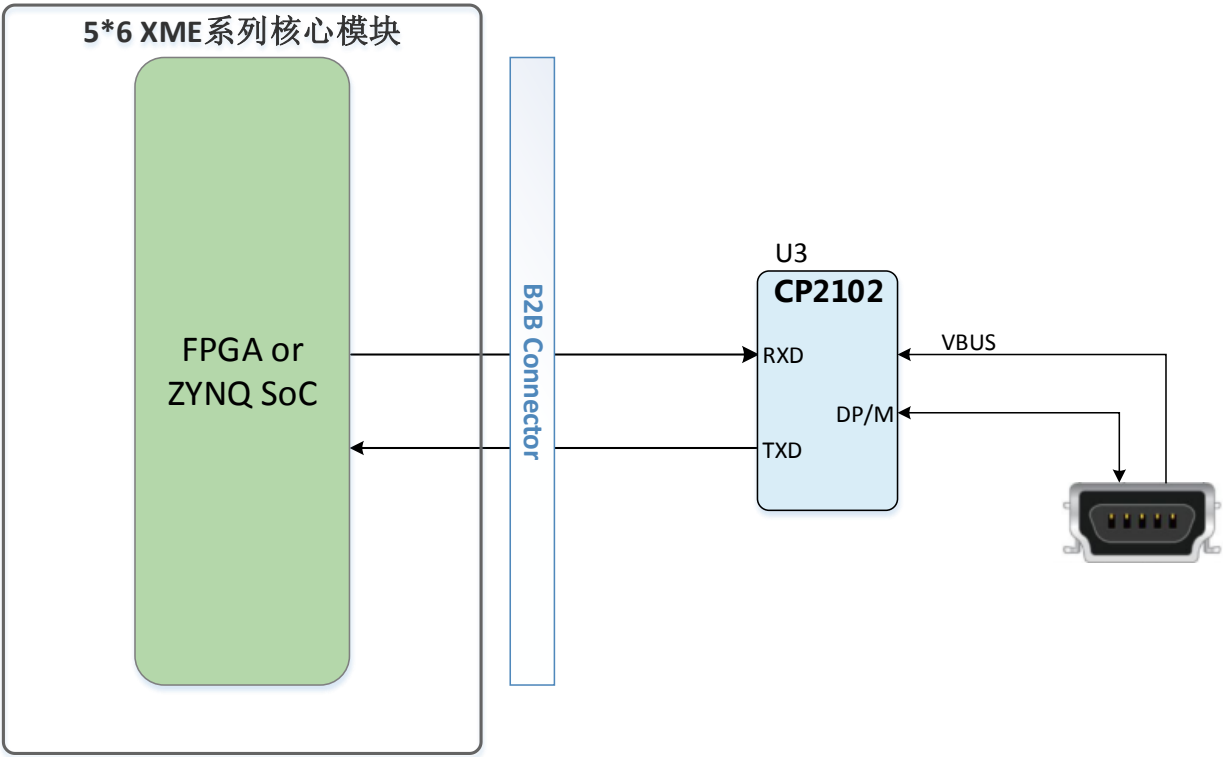 5*6 XME系列核心模块
FPGA or
ZYNQ SoC
B2B Connector
U3
CP2102
RXD
TXD
DP/M
VBUS